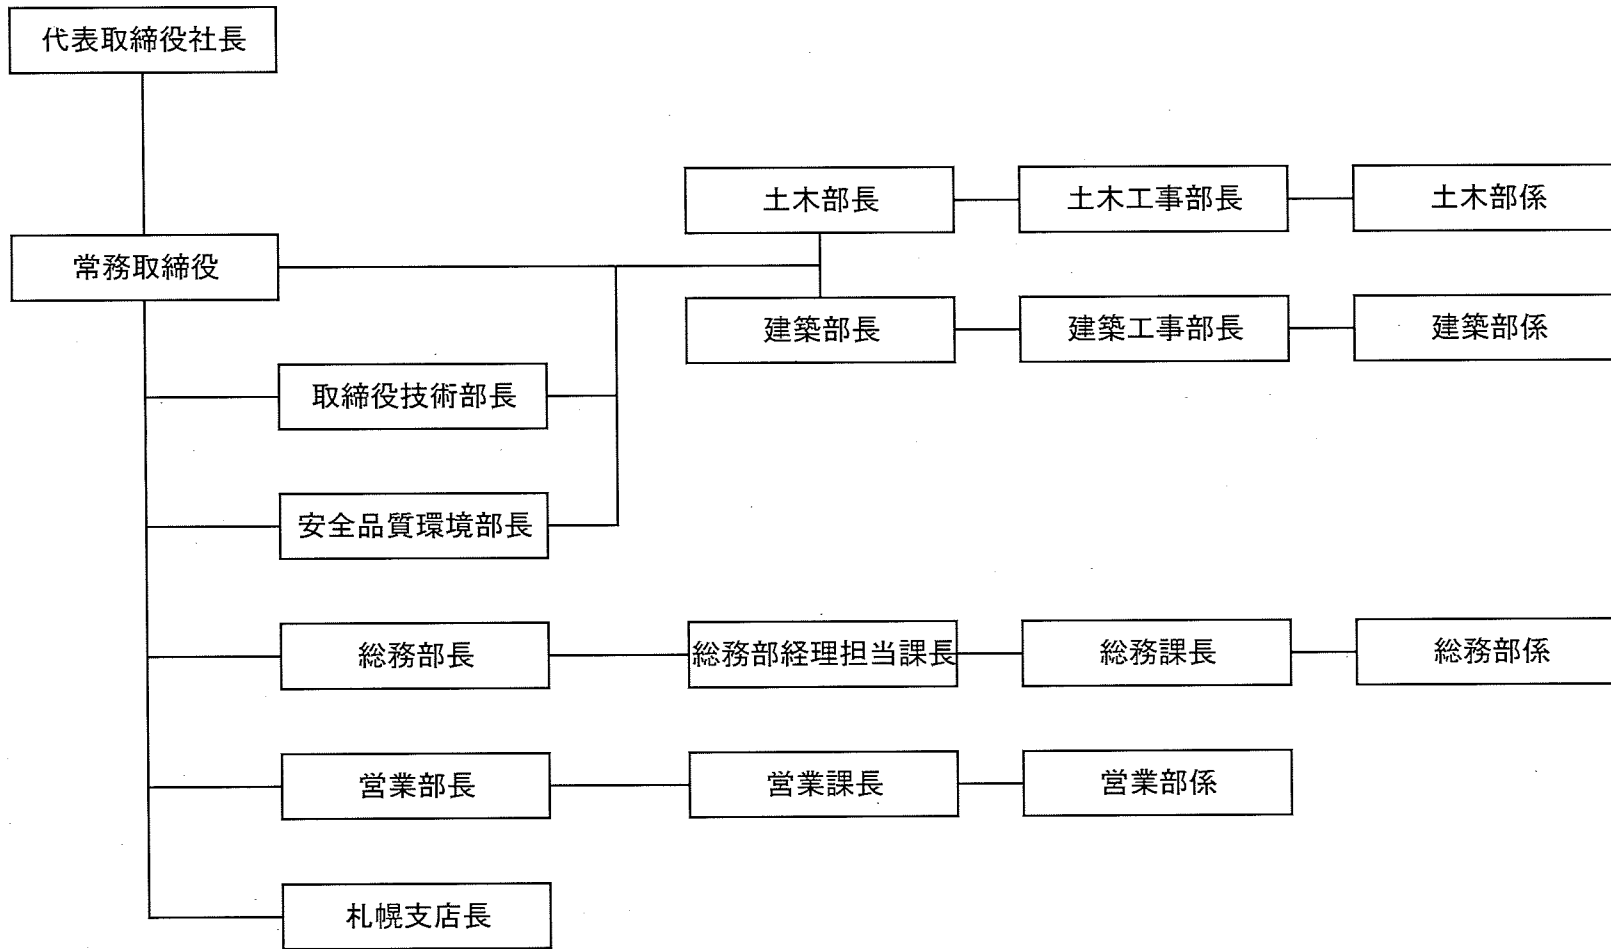 代表取締役社長
土木部長
土木工事部長
土木部係
常務取締役
建築部長
建築工事部長
建築部係
取締役技術部長
安全品質環境部長
総務部長
総務部経理担当課長
総務課長
総務部係
営業部長
営業課長
営業部係
札幌支店長